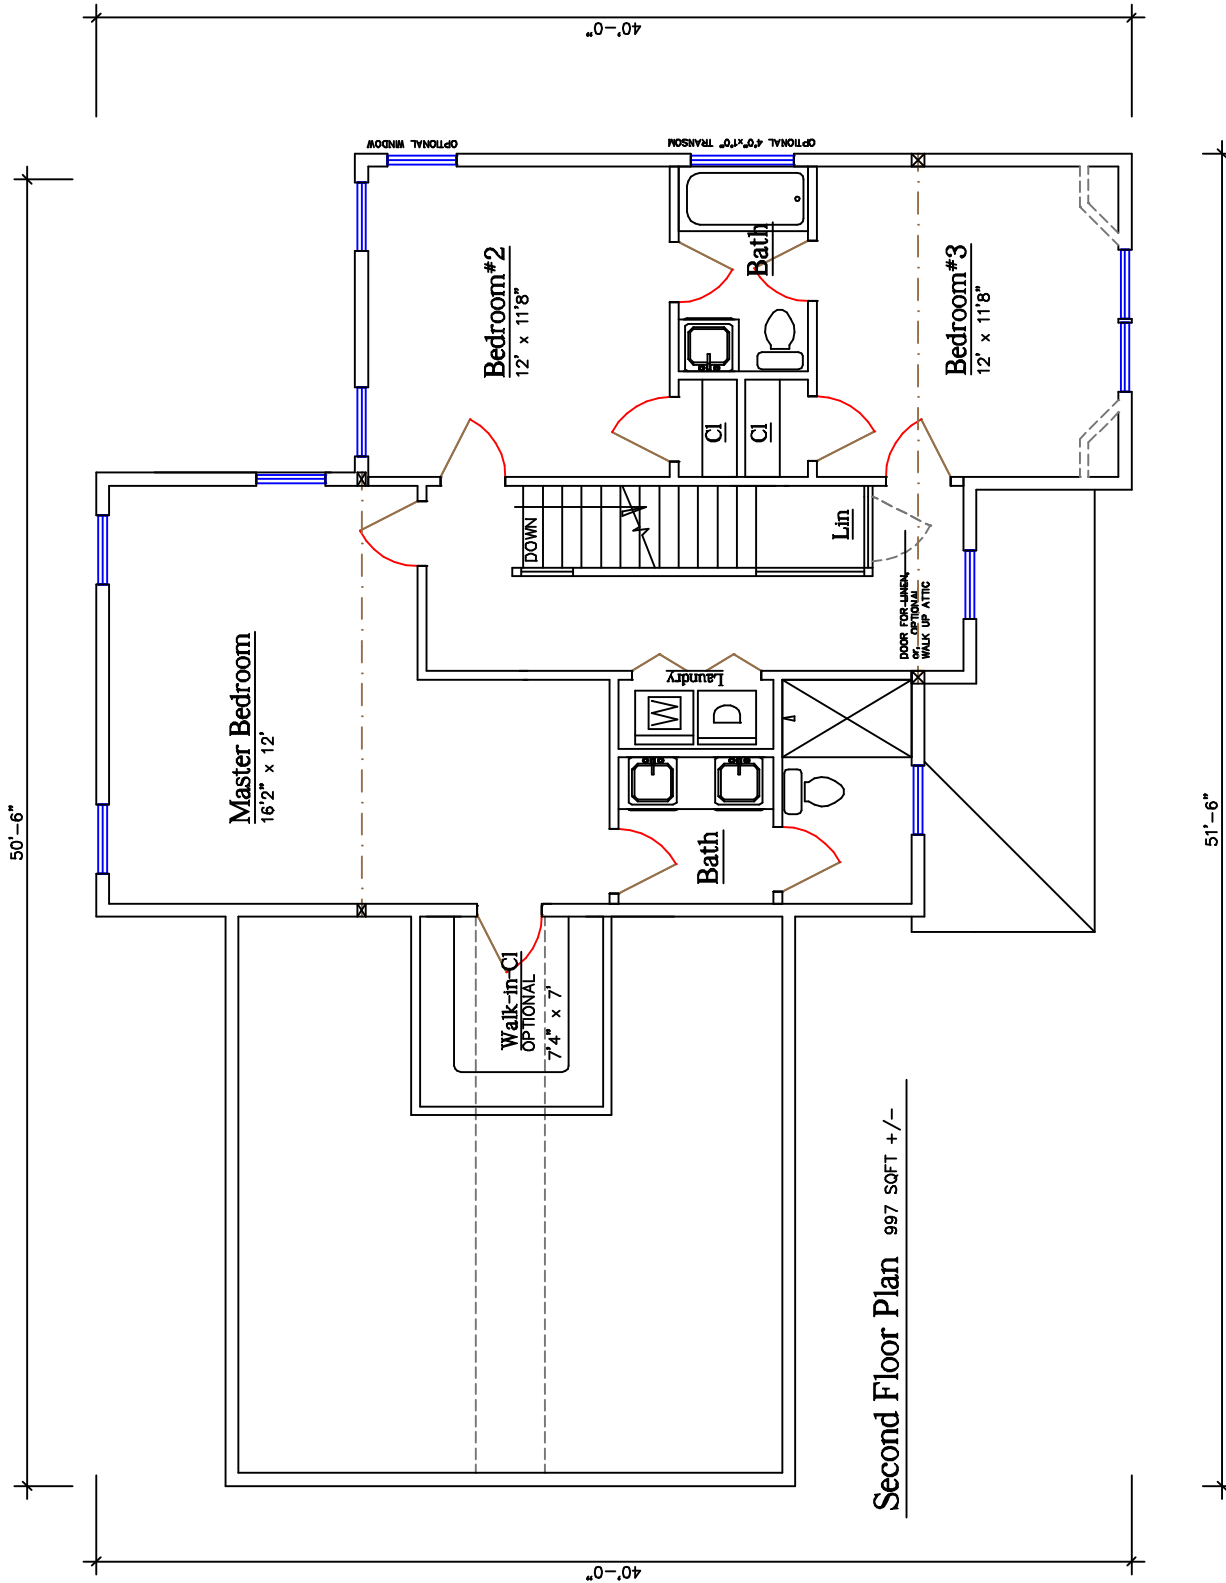 40'-0"
50'-6"
51'-6"
40'-0"
OPTIONAL WINDOW
OPTIONAL 4'0"x1'0" TRANSOM
Bedroom#2
12' x 11'8"
Bath
Bedroom#3
12' x 11'8"
Cl
Cl
DOWN
Lin
DOOR FOR LINEN,
or, OPTIONAL
WALK UP ATTIC
Master Bedroom
16'2" x 12'
Laundry
W
D
Bath
Walk-in-Cl
OPTIONAL
7'4" x 7'
Second Floor Plan 997 SQFT +/-